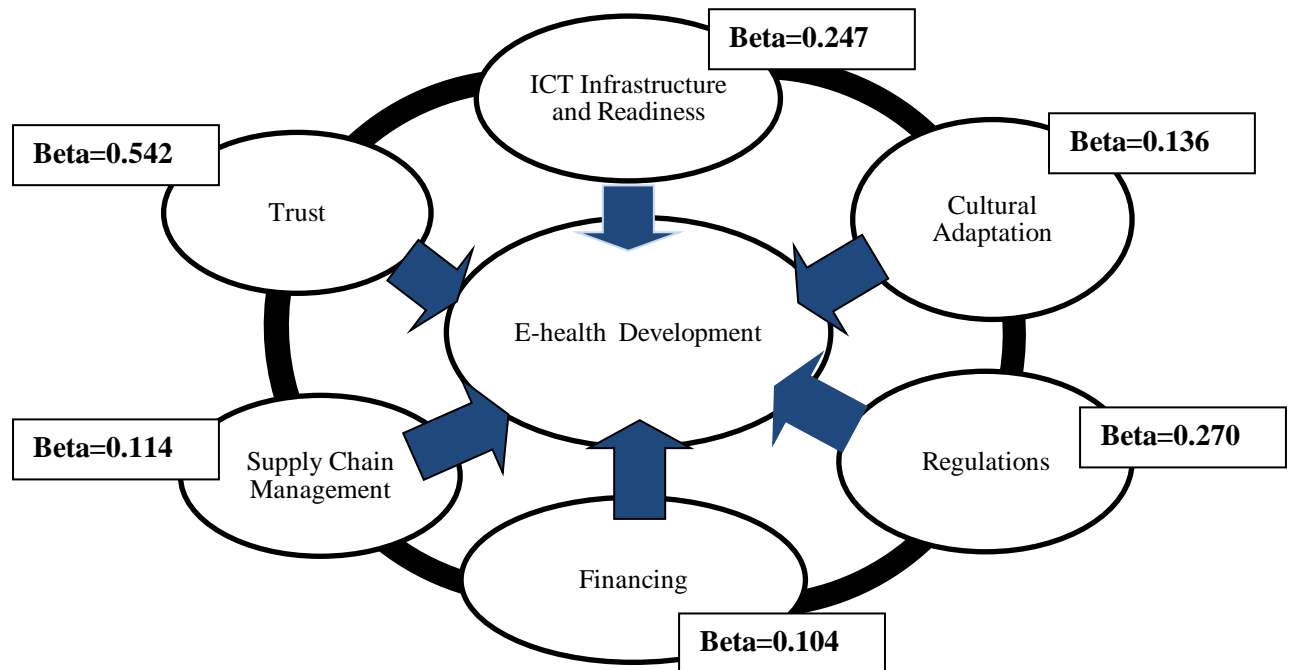 Beta=0.247
ICT Infrastructure
and Readiness
Beta=0.542
Trust
Beta=0.136
Cultural
Adaptation
E-health  Development
Beta=0.114
Supply Chain
Management
Beta=0.270
Regulations
Financing
Beta=0.104